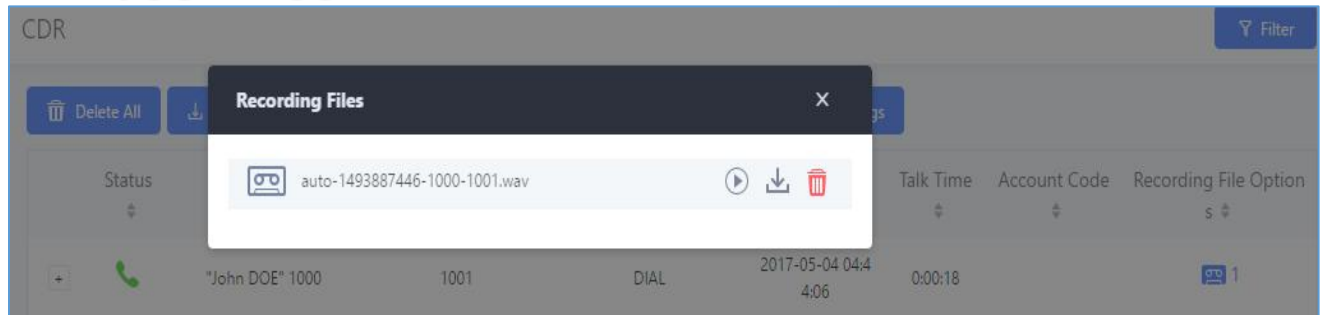 CDR
Filter
Delete All
Recording Files
X
gs
auto-1493887446-1000-1001.wav
Status
Talk Time
Account Code
Recording File Option
s
+
"John DOE" 1000
1001
DIAL
2017-05-04 04:4
4:06
0:00:18
1